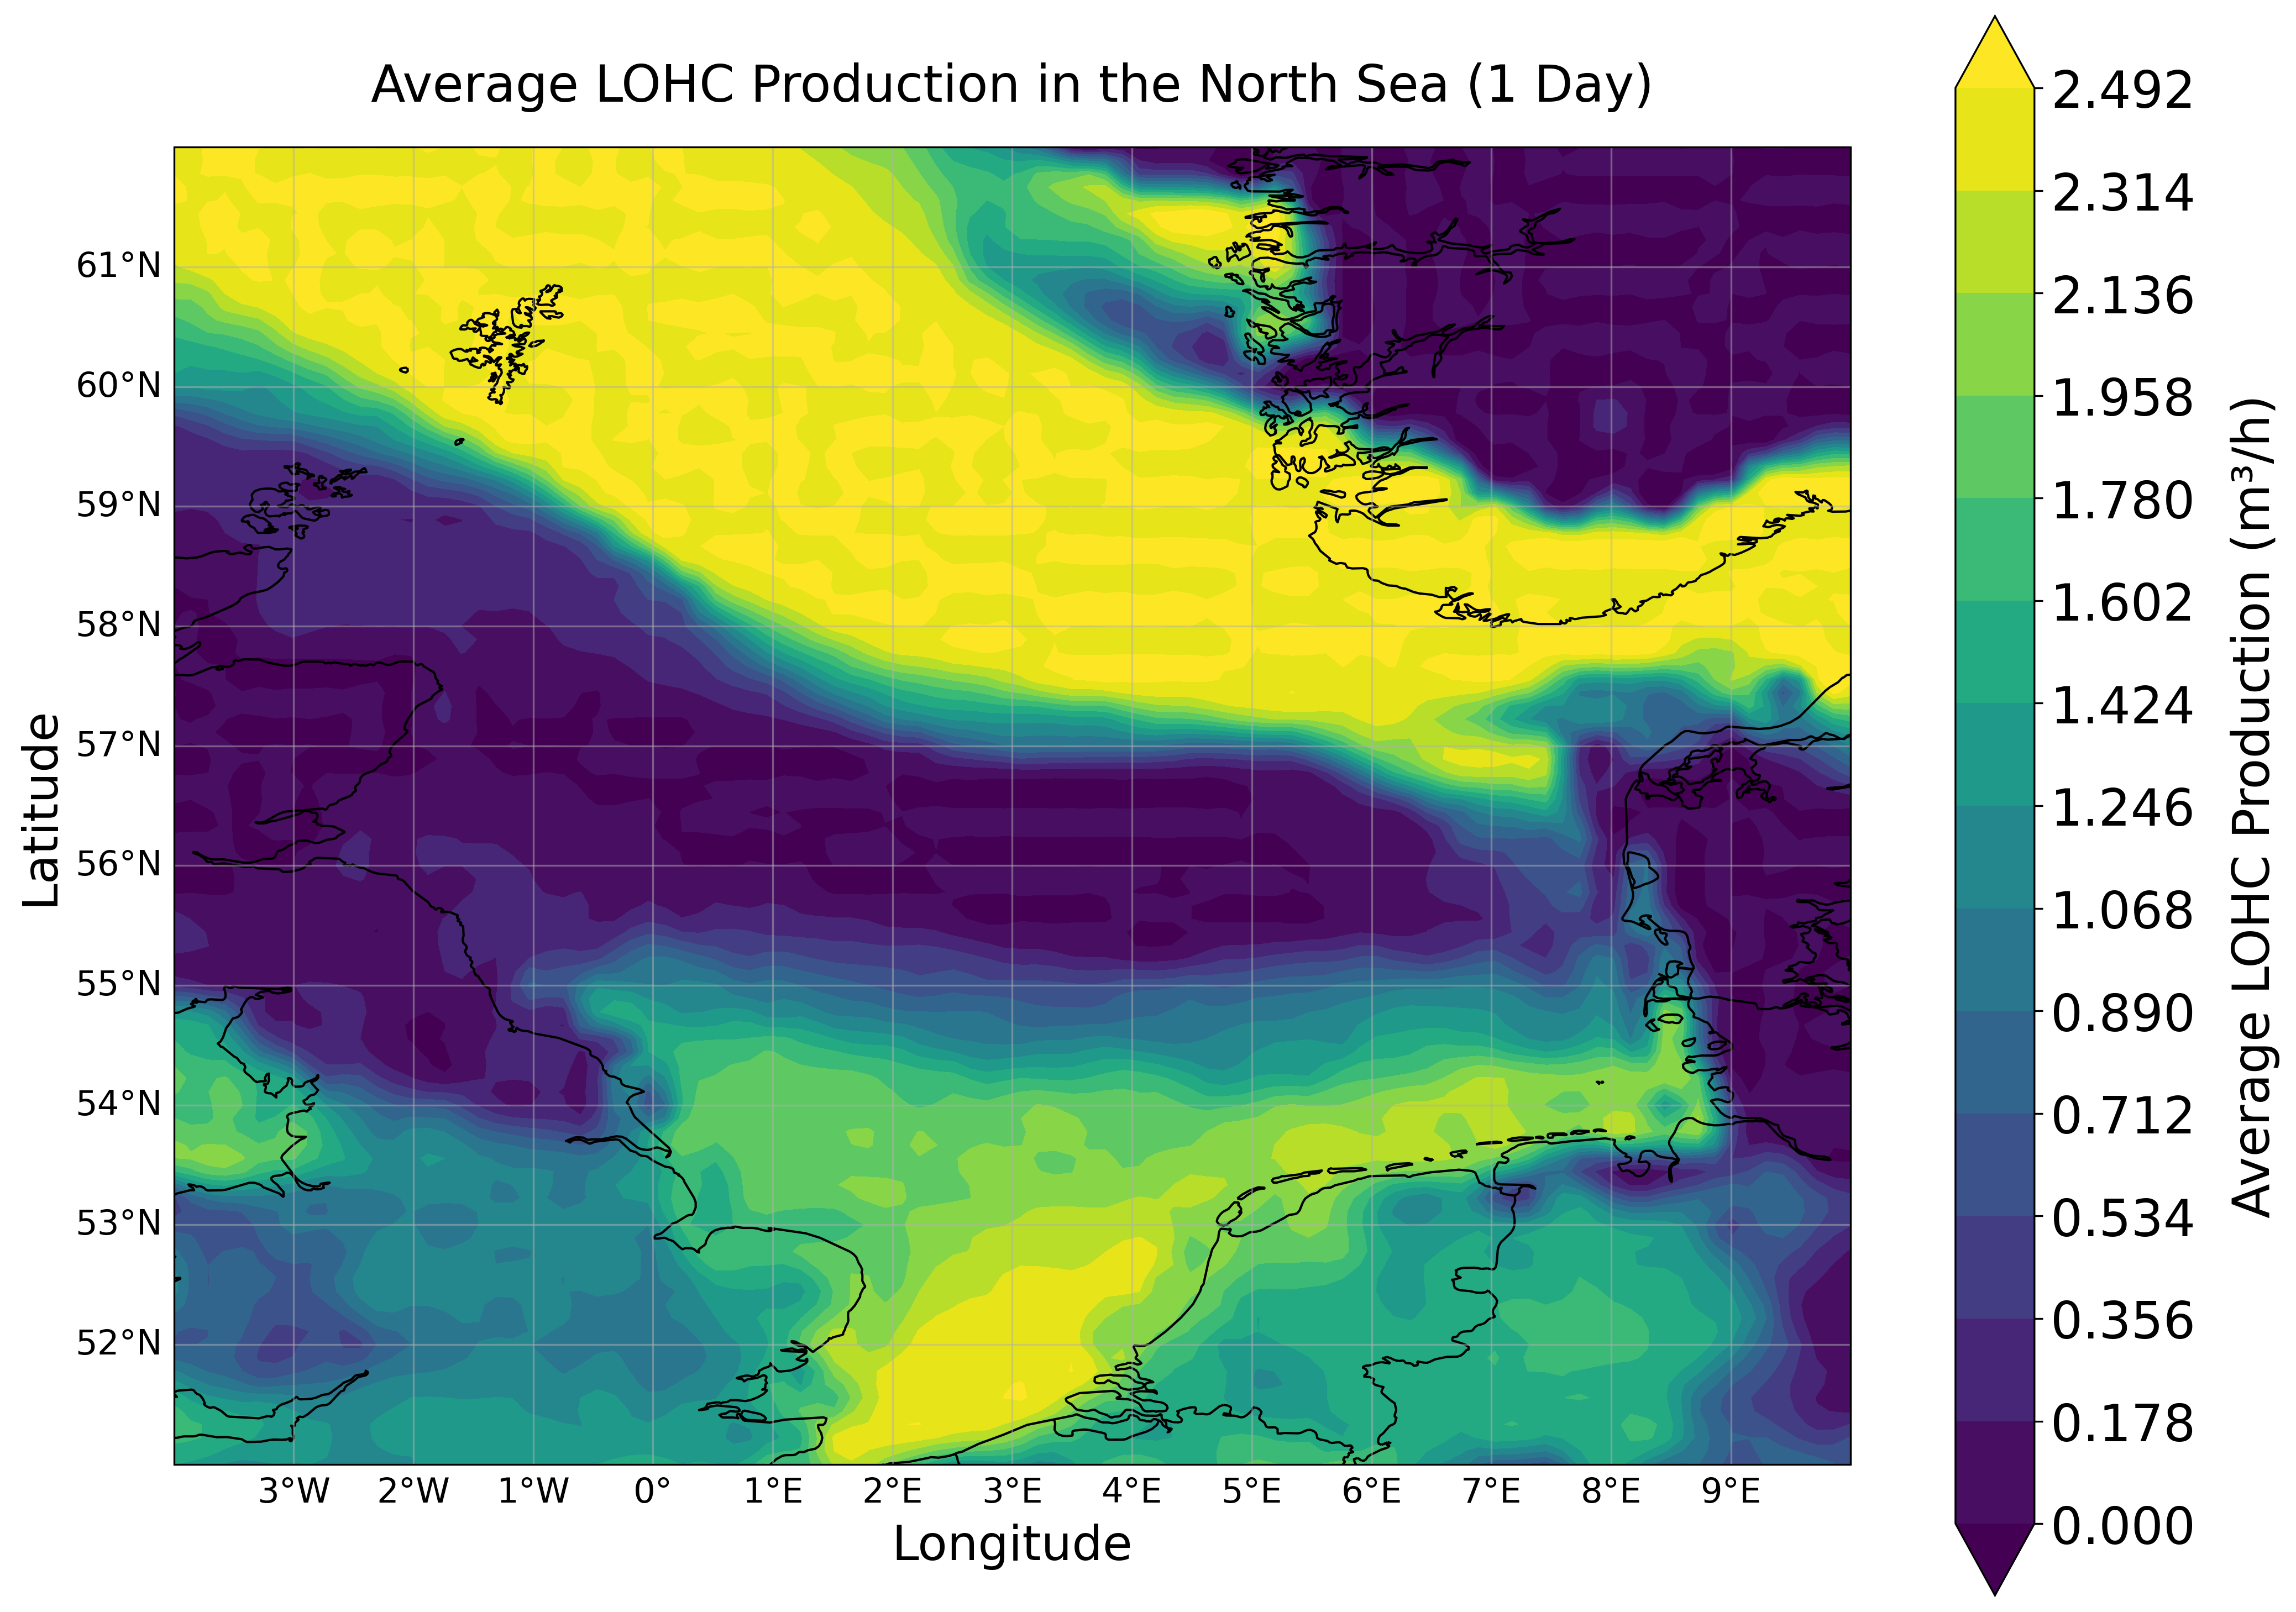 Average LOHC Production in the North Sea (1 Day)
61°N
60°N
59°N
58°N
57°N
56°N
55°N
54°N
53°N
52°N
Latitude
3°W 2°W 1°W 0° 1°E 2°E 3°E 4°E 5°E 6°E 7°E 8°E 9°E
Longitude
2.492
2.314
2.136
1.958
1.780
1.602
1.424
1.246
1.068
0.890
0.712
0.534
0.356
0.178
0.000
Average LOHC Production (m³/h)